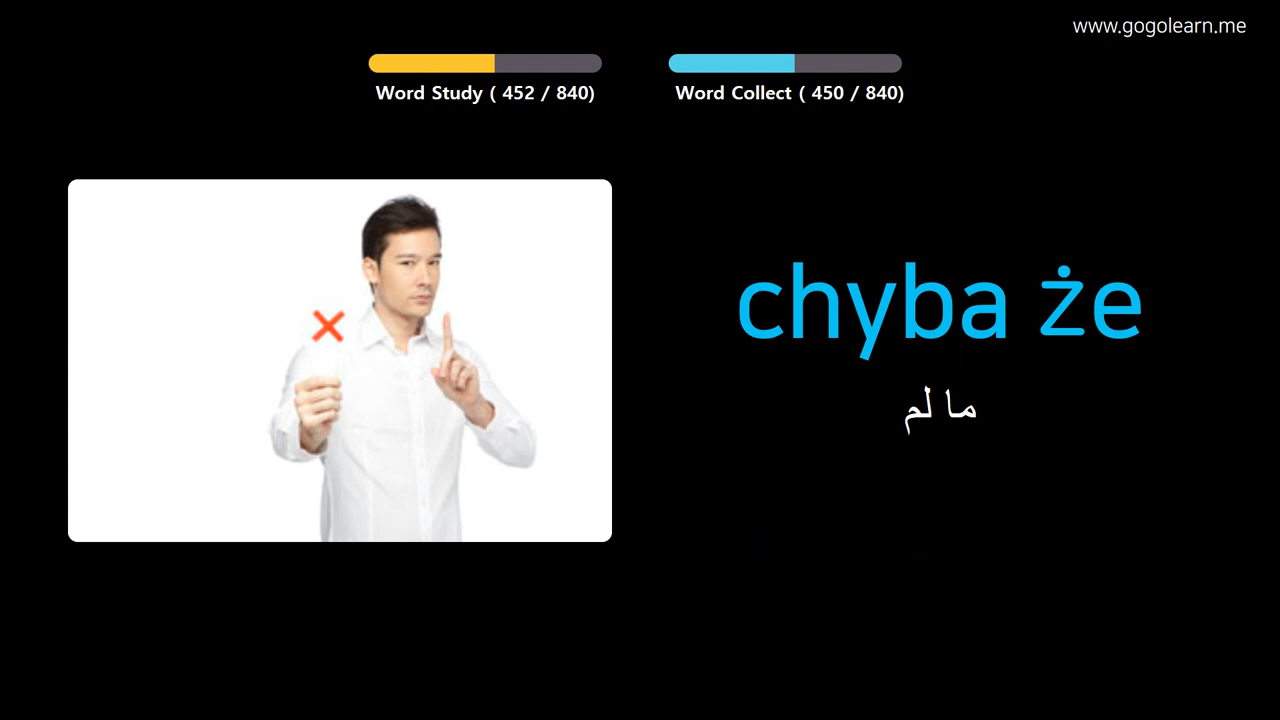 www.gogolearn.me
Word Study ( 452 / 840)
Word Collect ( 450 / 840)
chyba że
ما لم